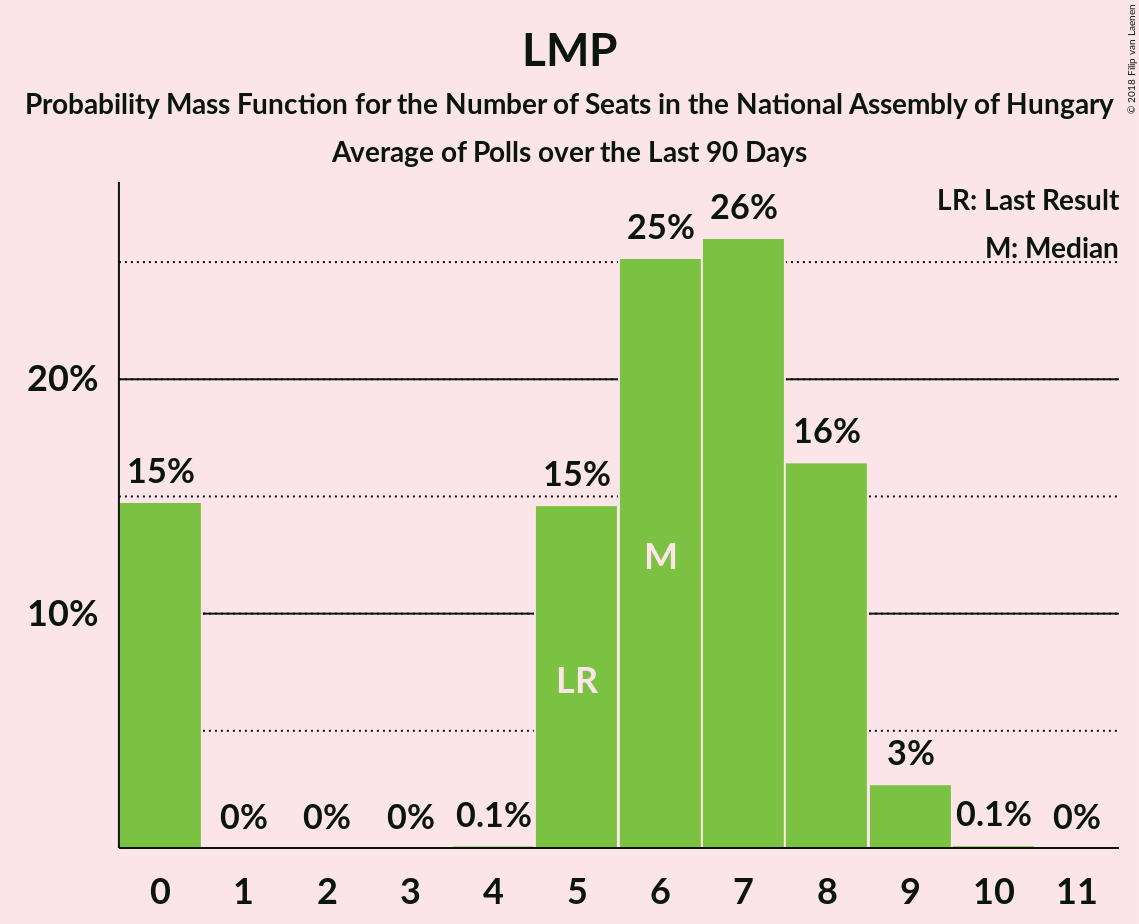 LMP
Probability Mass Function for the Number of Seats in the National Assembly of Hungary
Average of Polls over the Last 90 Days
© 2018 Filip van Laenen
LR: Last Result
M: Median
26%
25%
20%
16%
15%
15%
M
10%
LR
3%
0%
0%
0%
0.1%
0.1%
0%
0 1 2 3 4 5 6 7 8 9 10 11